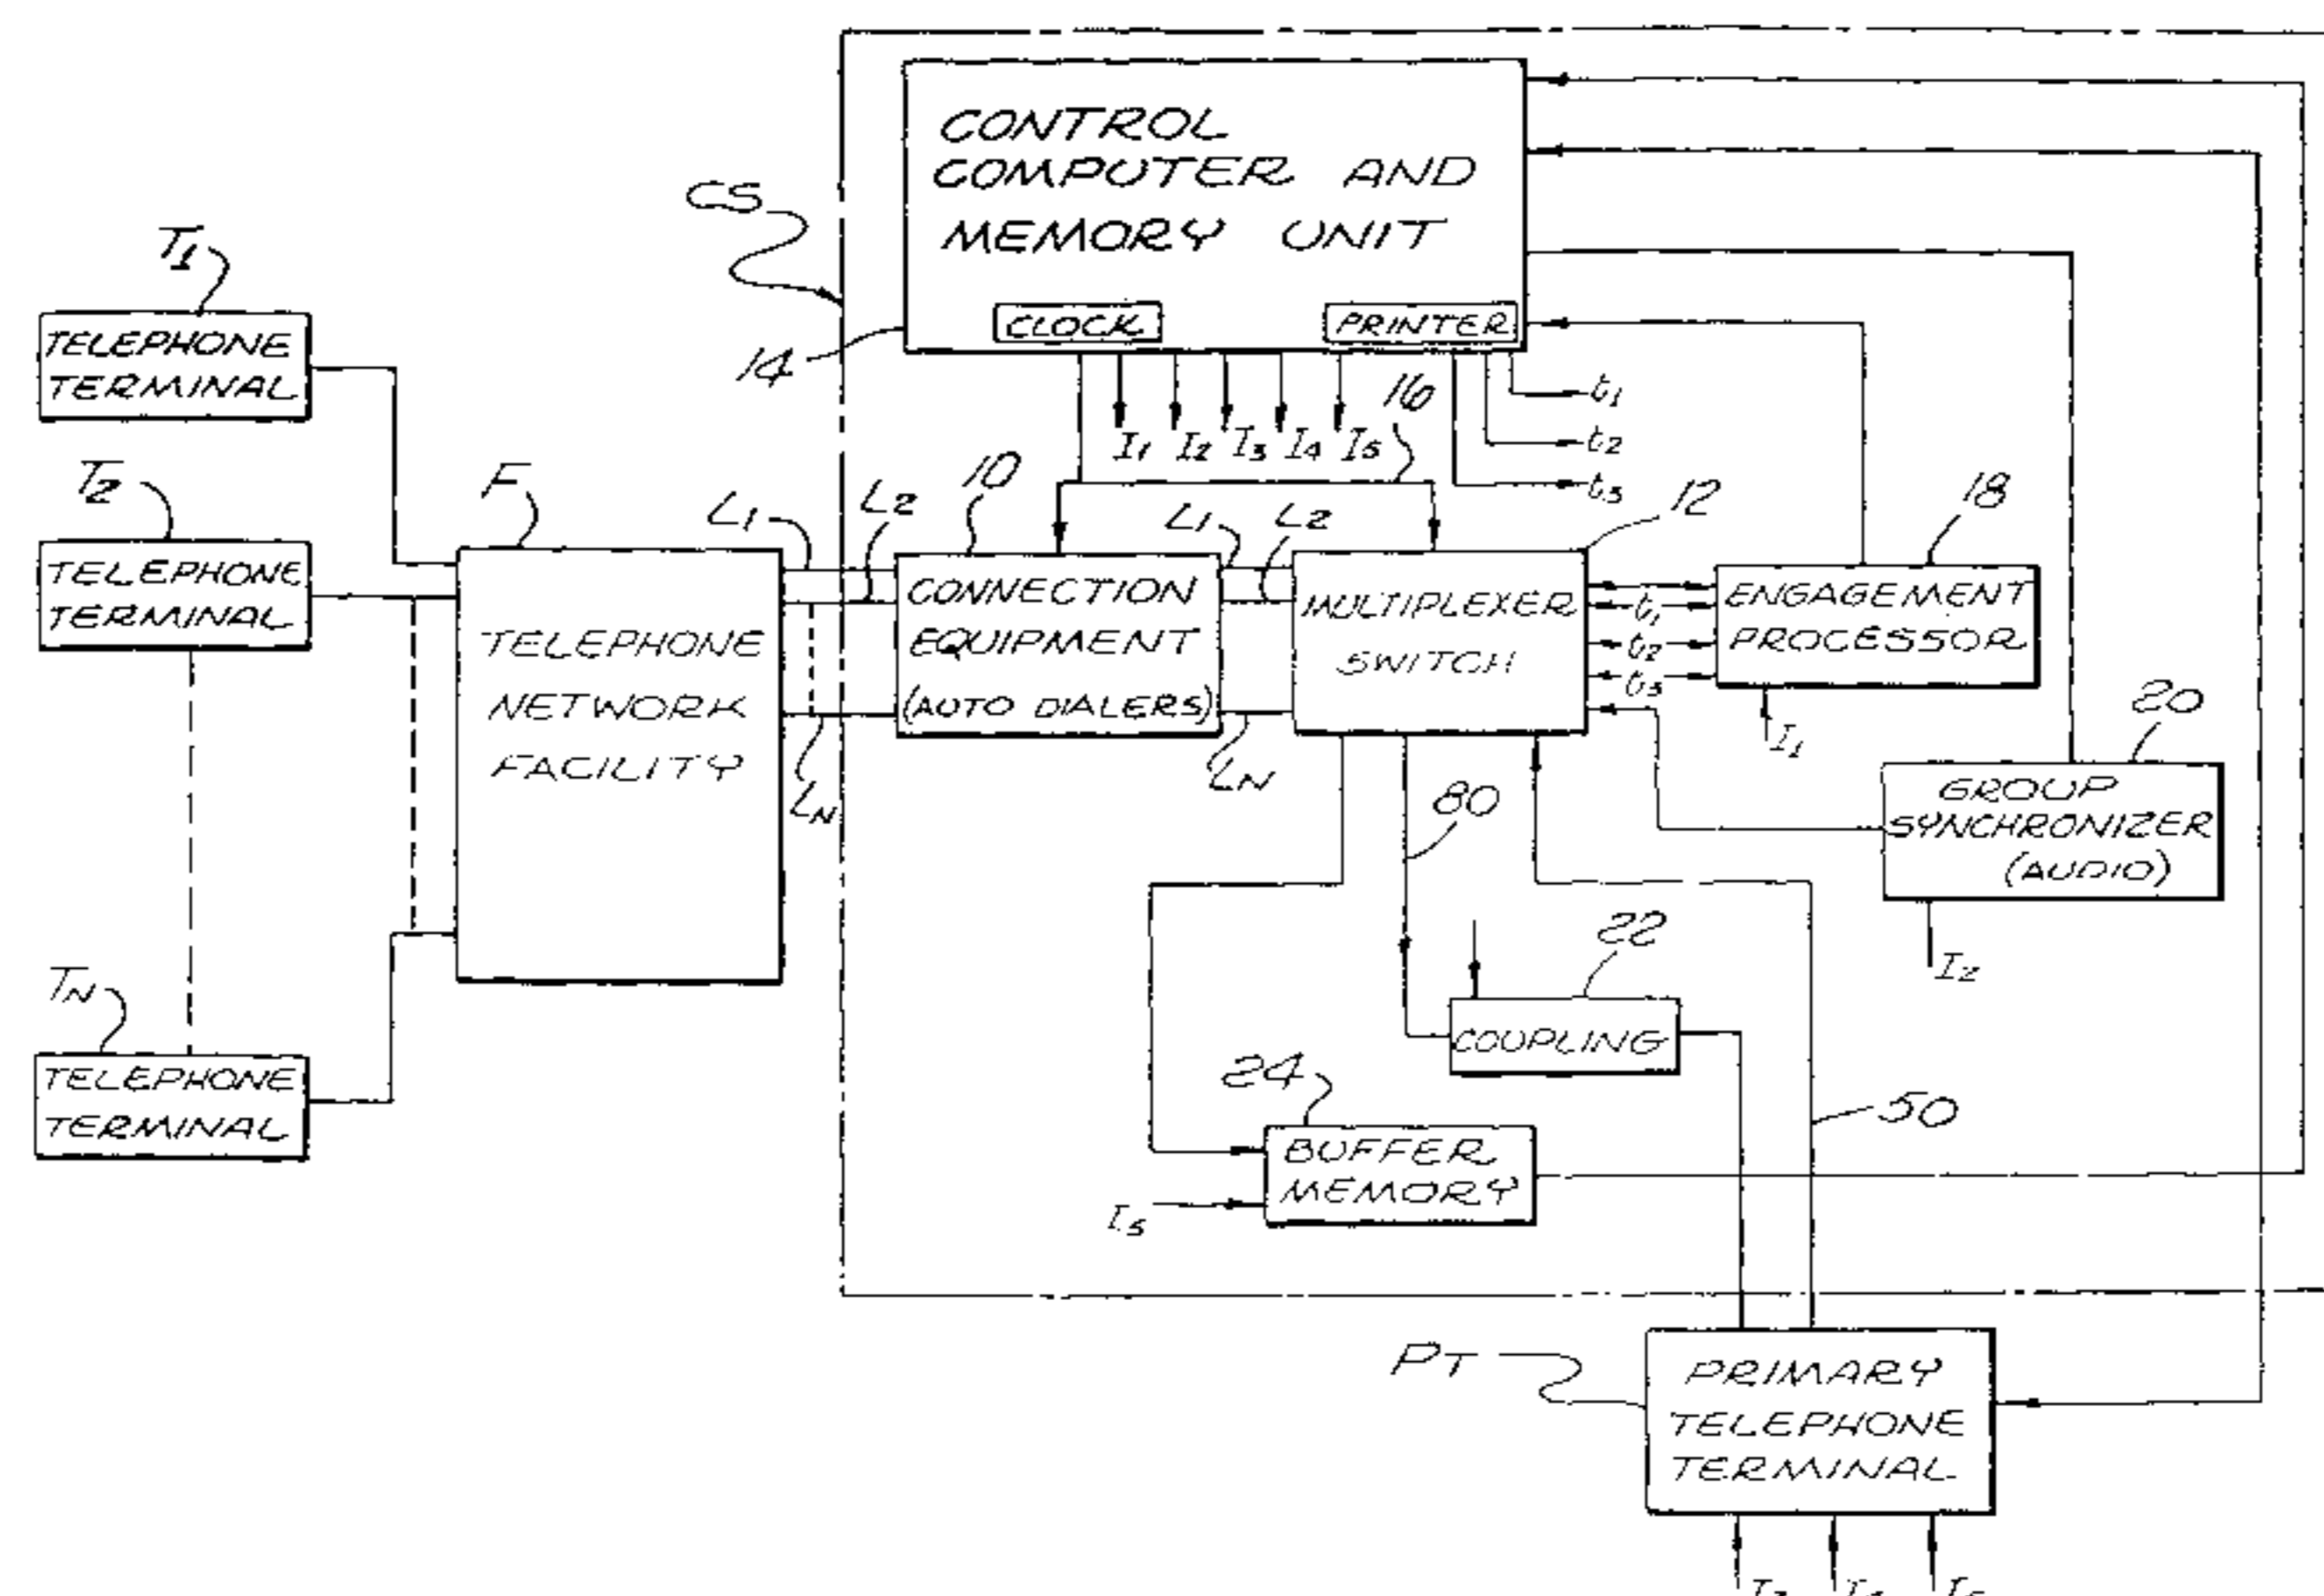 CONTROL
COMPUTER AND
MEMORY UNIT
CLOCK
PRINTER
CS
14
T1
TELEPHONE
TERMINAL
I1 I2 I3 I4 I5
16
t1
t2
t3
T2
TELEPHONE
TERMINAL
F
TELEPHONE
NETWORK
FACILITY
L1
L2
LN
10
CONNECTION
EQUIPMENT
(AUTO DIALERS)
L1
L2
LN
12
MULTIPLEXER
SWITCH
t1
t2
t3
18
ENGAGEMENT
PROCESSOR
I1
20
GROUP
SYNCHRONIZER
(AUDIO)
I2
80
22
COUPLING
TN
TELEPHONE
TERMINAL
24
BUFFER
MEMORY
I5
50
PT
PRIMARY
TELEPHONE
TERMINAL